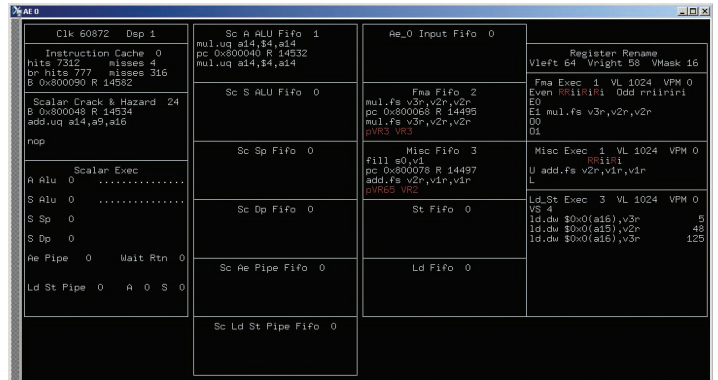 AE 0
Clk 60872 Dsp 1
Instruction Cache 0
hits 7312 misses 4
br hits 777 misses 316
B 0x800090 R 14582
Scalar Crack & Hazard 24
B 0x800048 R 14534
add.uq a14,a9,a16
nop
Scalar Exec
A Alu 0 ...............
S Alu 0 ...............
S Sp 0
S Dp 0
Ae Pipe 0 Wait Rtn 0
Ld St Pipe 0 A 0 S 0
Sc A ALU Fifo 1
mul.uq a14,$4,a14
pc 0x800040 R 14532
mul.uq a14,$4,a14
Sc S ALU Fifo 0
Sc Sp Fifo 0
Sc Dp Fifo 0
Sc Ae Pipe Fifo 0
Sc Ld St Pipe Fifo 0
Ae_0 Input Fifo 0
Fma Fifo 2
mul.fs v3r,v2r,v2r
pc 0x800068 R 14495
mul.fs v3r,v2r,v2r
pVR3 VR3
Misc Fifo 3
fill s0,v1
pc 0x800078 R 14497
add.fs v2r,v1r,v1r
pVR65 VR2
St Fifo 0
Ld Fifo 0
Register Rename
Vleft 64 Vright 58 VMask 16
Fma Exec 1 VL 1024 VPM 0
Even RRiiRiRi Odd rriiriri
E0
E1 mul.fs v3r,v2r,v2r
O0
O1
Misc Exec 1 VL 1024 VPM 0
RRiiRi
U add.fs v2r,v1r,v1r
L
Ld_St Exec 3 VL 1024 VPM 0
VS 4
ld.dw $0x0(a16),v3r 5
ld.dw $0x0(a15),v2r 48
ld.dw $0x0(a16),v3r 125